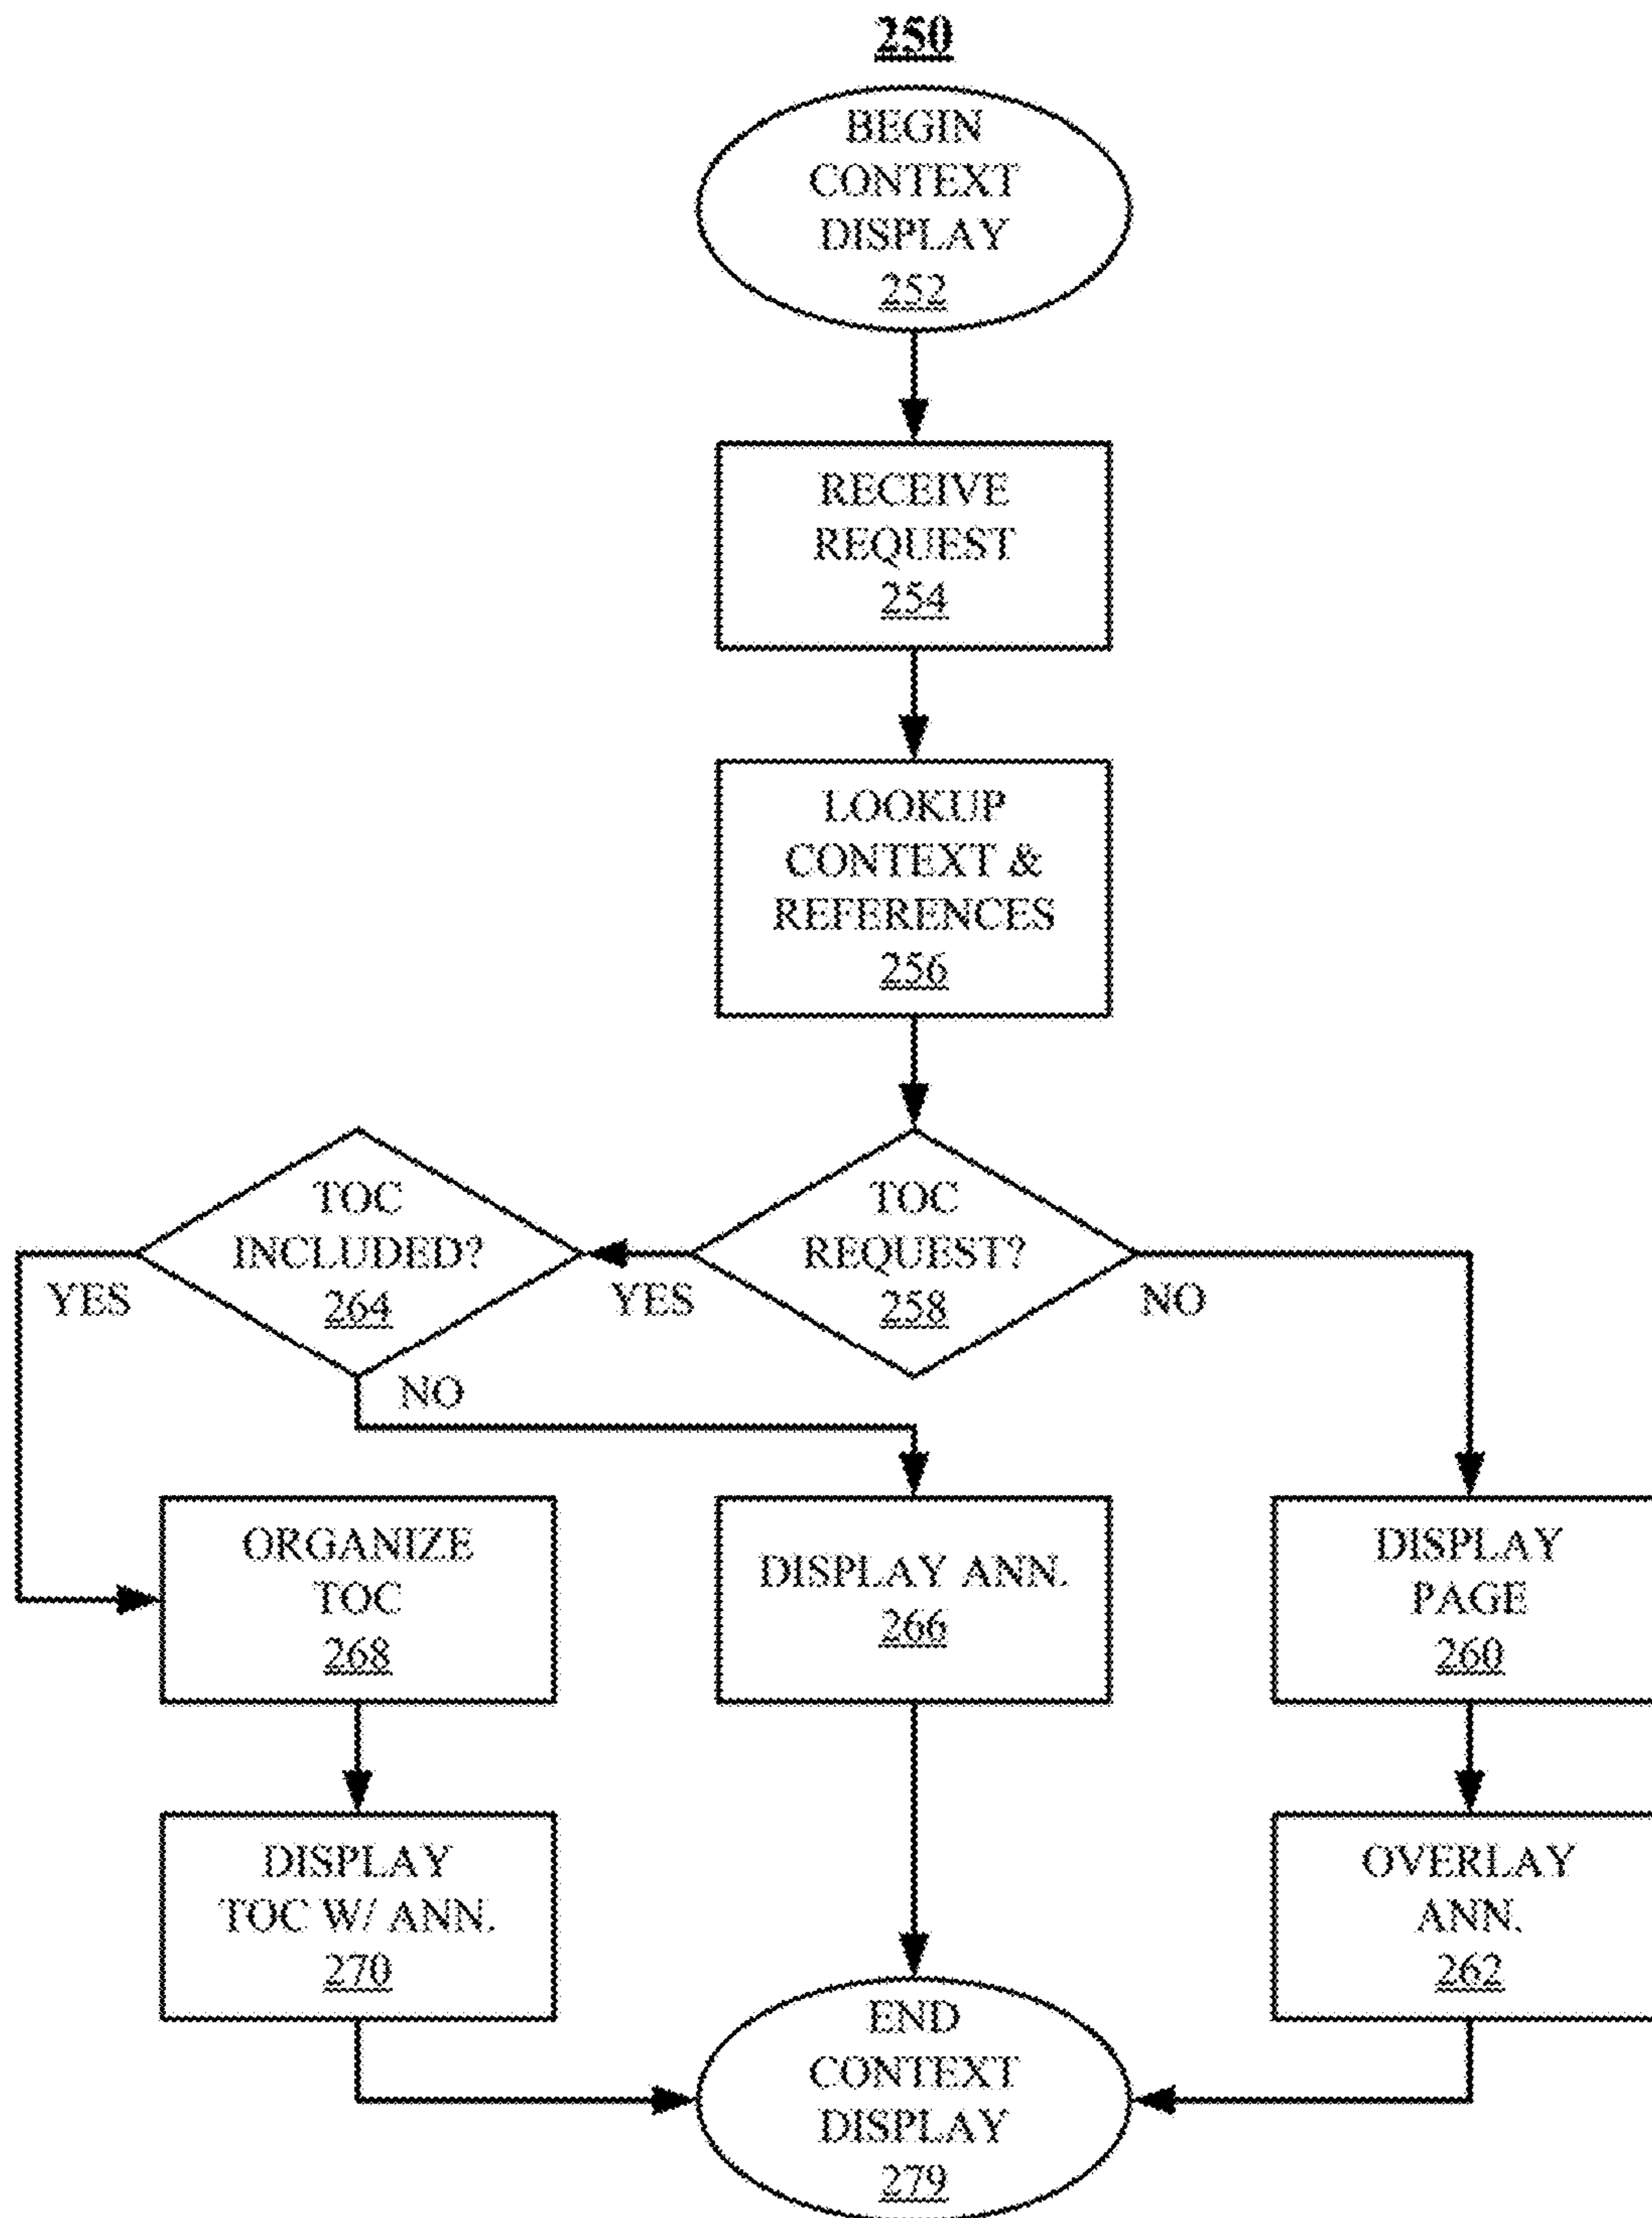 250
BEGIN
CONTEXT
DISPLAY
252
RECEIVE
REQUEST
254
LOOKUP
CONTEXT &
REFERENCES
256
TOC
REQUEST?
258
TOC
INCLUDED?
264
YES
YES
NO
NO
ORGANIZE
TOC
268
DISPLAY ANN.
266
DISPLAY
PAGE
260
DISPLAY
TOC W/ ANN.
270
OVERLAY
ANN.
262
END
CONTEXT
DISPLAY
279